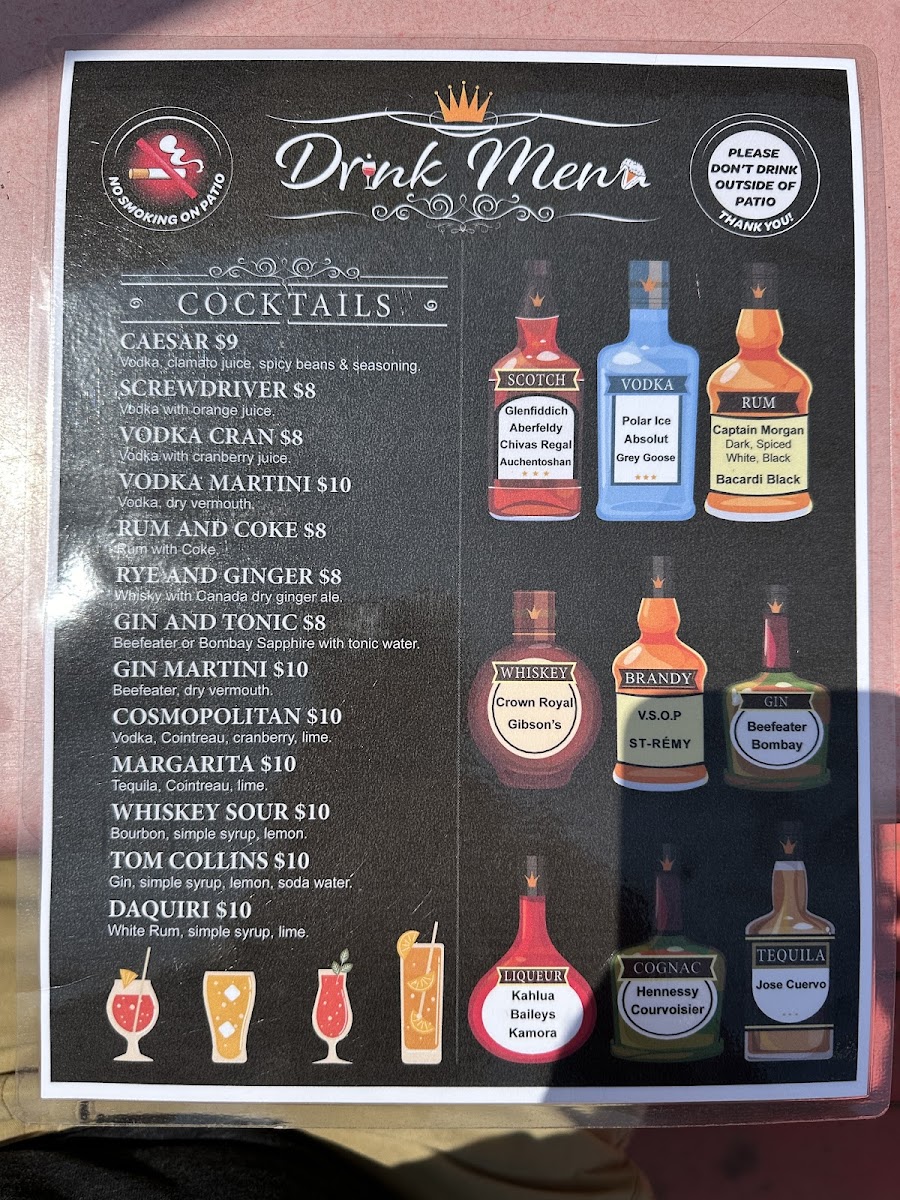 NO SMOKING ON PATIO
Drink Menu
PLEASE
DON'T DRINK
OUTSIDE OF
PATIO
THANK YOU!
COCKTAILS
CAESAR $9
Vodka, clamato juice, spicy beans & seasoning.
SCREWDRIVER $8
Vodka with orange juice.
VODKA CRAN $8
Vodka with cranberry juice.
VODKA MARTINI $10
Vodka, dry vermouth.
RUM AND COKE $8
Rum with Coke.
RYE AND GINGER $8
Whisky with Canada dry ginger ale.
GIN AND TONIC $8
Beefeater or Bombay Sapphire with tonic water.
GIN MARTINI $10
Beefeater, dry vermouth.
COSMOPOLITAN $10
Vodka, Cointreau, cranberry, lime.
MARGARITA $10
Tequila, Cointreau, lime.
WHISKEY SOUR $10
Bourbon, simple syrup, lemon.
TOM COLLINS $10
Gin, simple syrup, lemon, soda water.
DAQUIRI $10
White Rum, simple syrup, lime.
SCOTCH
Glenfiddich
Aberfeldy
Chivas Regal
Auchentoshan
VODKA
Polar Ice
Absolut
Grey Goose
RUM
Captain Morgan
Dark, Spiced
White, Black
Bacardi Black
WHISKEY
Crown Royal
Gibson's
BRANDY
V.S.O.P
ST-RÉMY
GIN
Beefeater
Bombay
LIQUEUR
Kahlua
Baileys
Kamora
COGNAC
Hennessy
Courvoisier
TEQUILA
Jose Cuervo